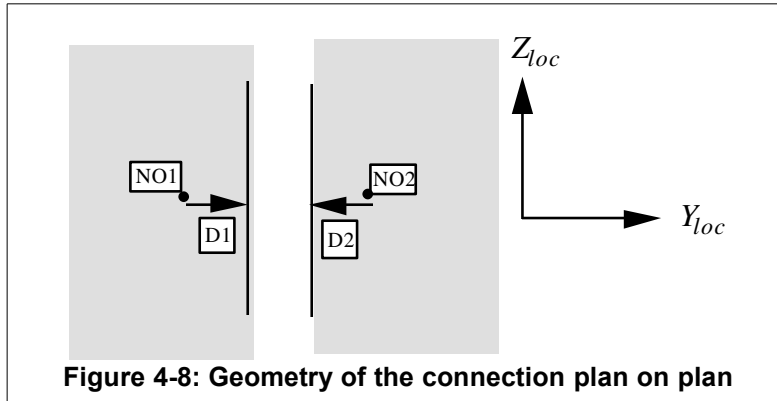 Z_loc
NO1
NO2
D1
D2
Y_loc
Figure 4-8: Geometry of the connection plan on plan